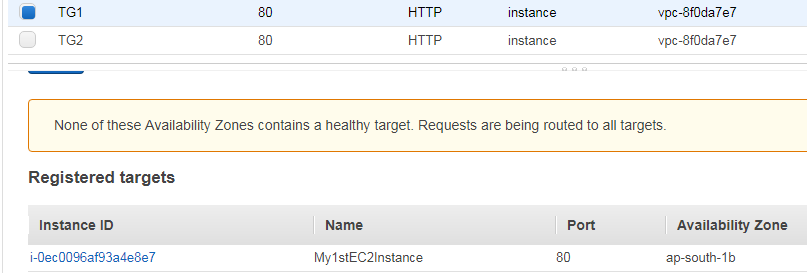 TG1 80 HTTP instance vpc-8f0da7e7
TG2 80 HTTP instance vpc-8f0da7e7
None of these Availability Zones contains a healthy target. Requests are being routed to all targets.
Registered targets
Instance ID Name Port Availability Zone
i-0ec0096af93a4e8e7 My1stEC2Instance 80 ap-south-1b